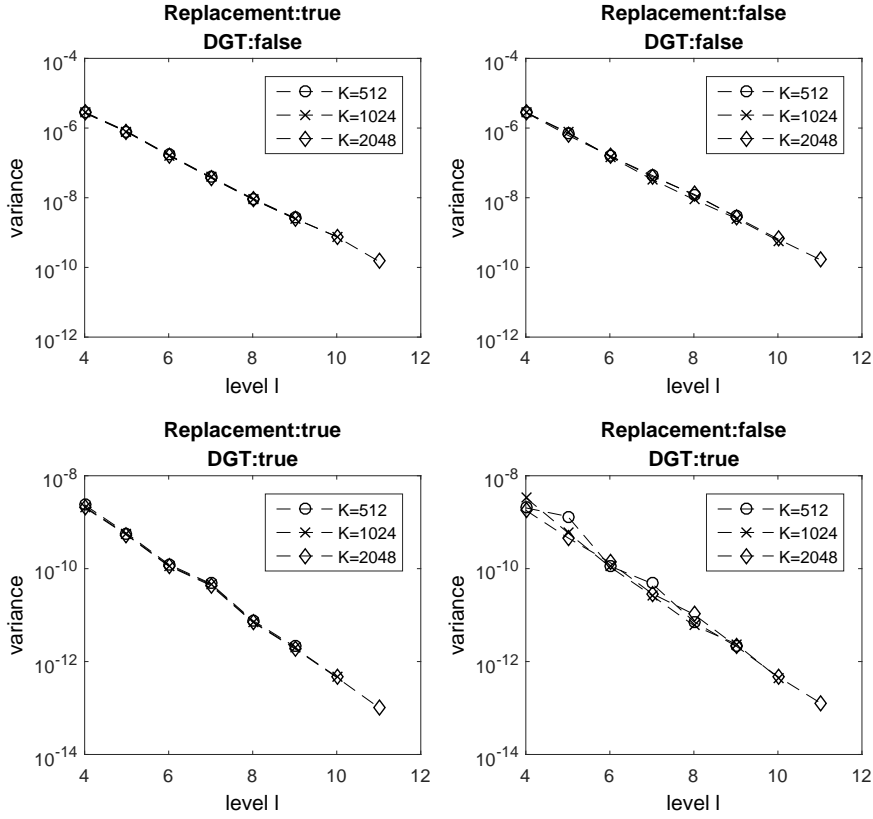 Replacement:true
DGT:false
10^-4
10^-6
10^-8
10^-10
10^-12
variance
K=512
K=1024
K=2048
4
6
8
10
12
level l
Replacement:false
DGT:false
10^-4
10^-6
10^-8
10^-10
10^-12
variance
K=512
K=1024
K=2048
4
6
8
10
12
level l
Replacement:true
DGT:true
10^-8
10^-10
10^-12
10^-14
variance
K=512
K=1024
K=2048
4
6
8
10
12
level l
Replacement:false
DGT:true
10^-8
10^-10
10^-12
10^-14
variance
K=512
K=1024
K=2048
4
6
8
10
12
level l